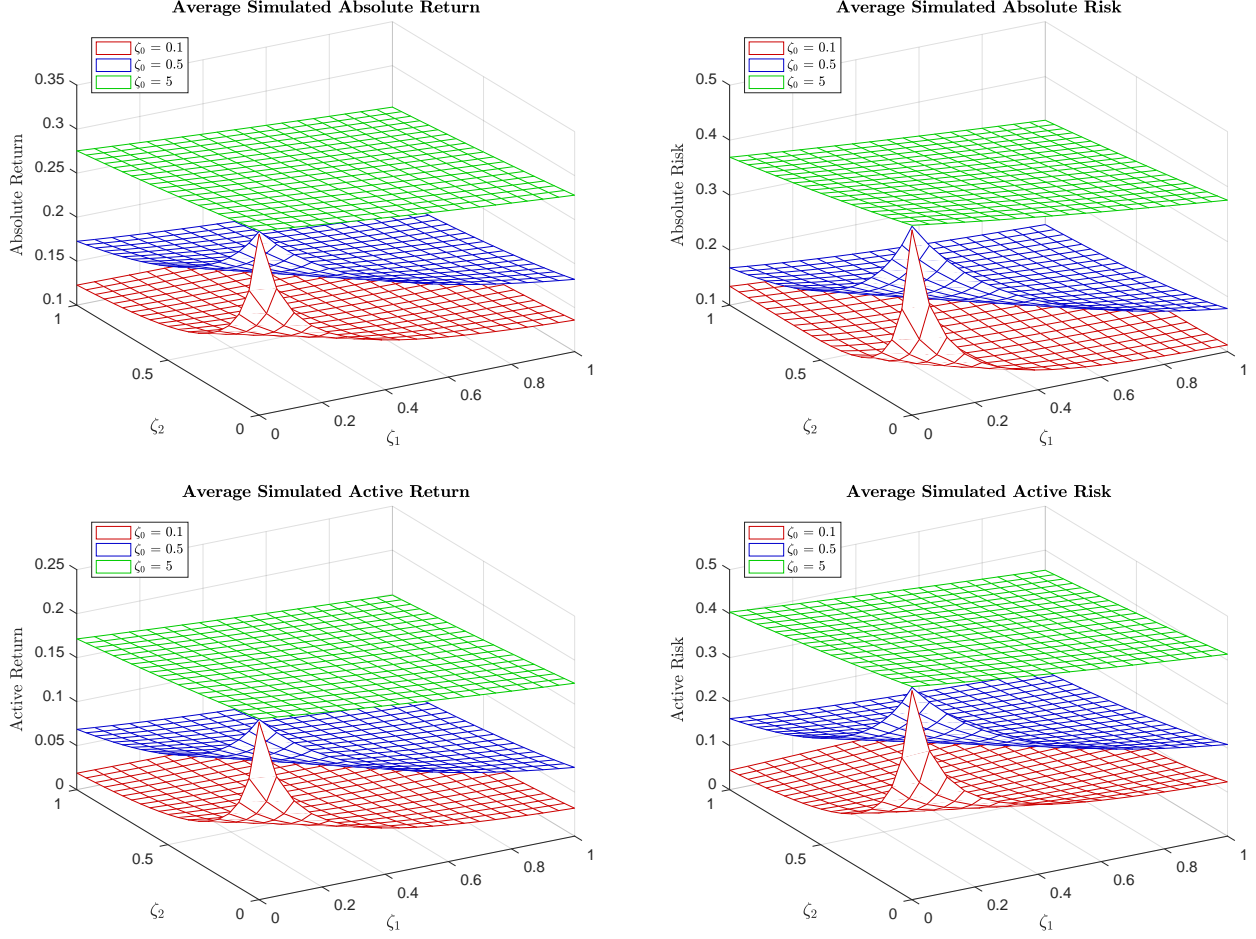 Average Simulated Absolute Return
ζ₀ = 0.1
ζ₀ = 0.5
ζ₀ = 5
Absolute Return
0.35
0.3
0.25
0.2
0.15
0.1
1
0.5
0
ζ₂
0
0.2
0.4
0.6
0.8
1
ζ₁
Average Simulated Absolute Risk
ζ₀ = 0.1
ζ₀ = 0.5
ζ₀ = 5
Absolute Risk
0.5
0.4
0.3
0.2
0.1
1
0.5
0
ζ₂
0
0.2
0.4
0.6
0.8
1
ζ₁
Average Simulated Active Return
ζ₀ = 0.1
ζ₀ = 0.5
ζ₀ = 5
Active Return
0.25
0.2
0.15
0.1
0.05
0
1
0.5
0
ζ₂
0
0.2
0.4
0.6
0.8
1
ζ₁
Average Simulated Active Risk
ζ₀ = 0.1
ζ₀ = 0.5
ζ₀ = 5
Active Risk
0.5
0.4
0.3
0.2
0.1
0
1
0.5
0
ζ₂
0
0.2
0.4
0.6
0.8
1
ζ₁